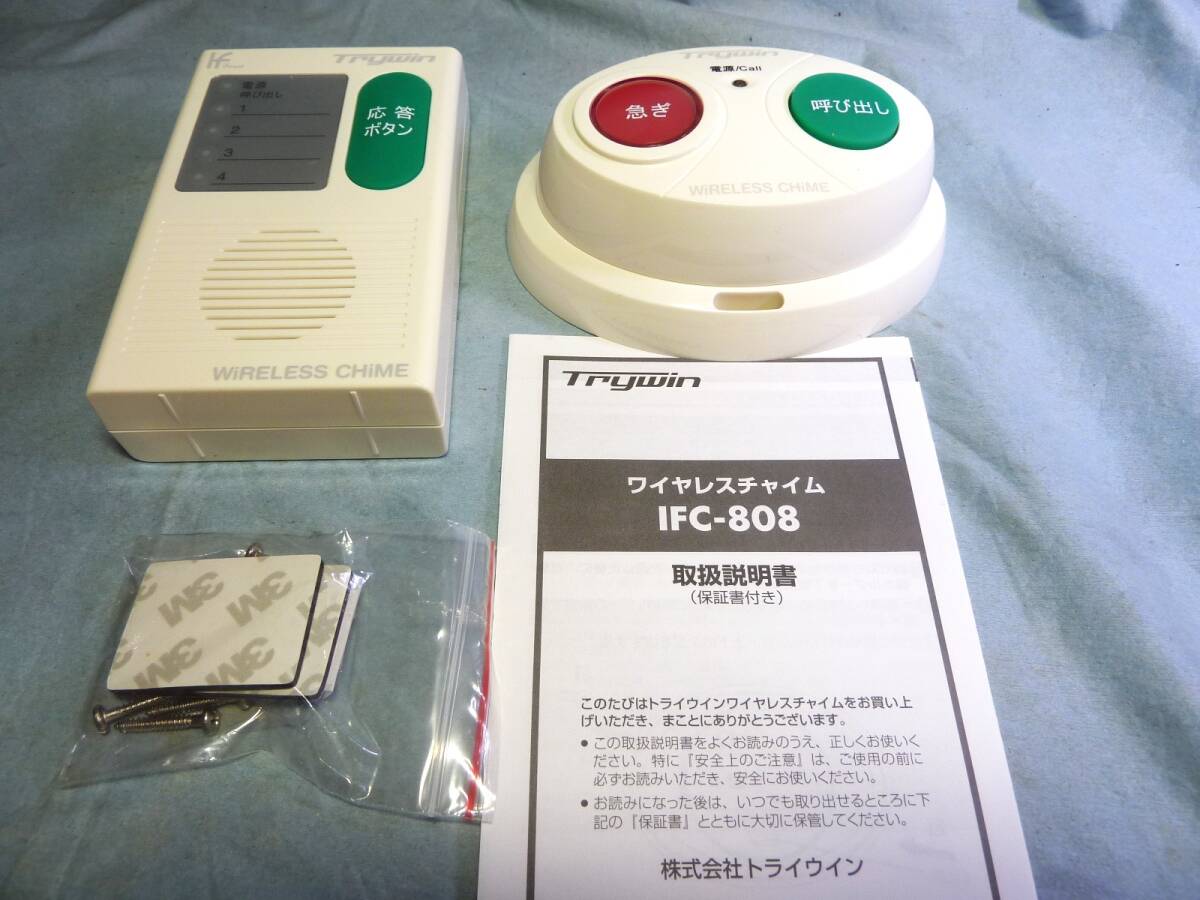 Trywin
電源
呼び出し
1
2
3
4
応答
ボタン
WiRELESS CHiME
Trywin
電源/Call
急ぎ
呼び出し
WiRELESS CHiME
3M
Trywin
ワイヤレスチャイム
IFC-808
取扱説明書
(保証書付き)
このたびはトライウインワイヤレスチャイムをお買い上
げいただき、まことにありがとうございます。
● この取扱説明書をよくお読みのうえ、正しくお使いく
ださい。特に『安全上のご注意』は、ご使用の前に
必ずお読みいただき、安全にお使いください。
● お読みになった後は、いつでも取り出せるところに下
記の『保証書』とともに大切に保管してください。
株式会社トライウイン